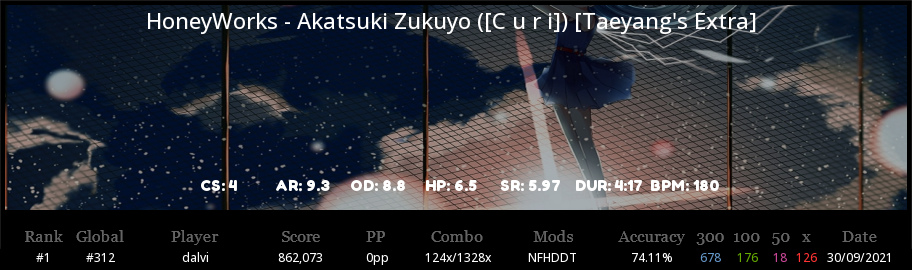 HoneyWorks - Akatsuki Zukuyo ([C u r i]) [Taeyang's Extra]
CS: 4 AR: 9.3 OD: 8.8 HP: 6.5 SR: 5.97 DUR: 4:17 BPM: 180
Rank Global Player Score PP Combo Mods Accuracy 300 100 50 x Date
#1 #312 dalvi 862,073 0pp 124x/1328x NFHDDT 74.11% 678 176 18 126 30/09/2021